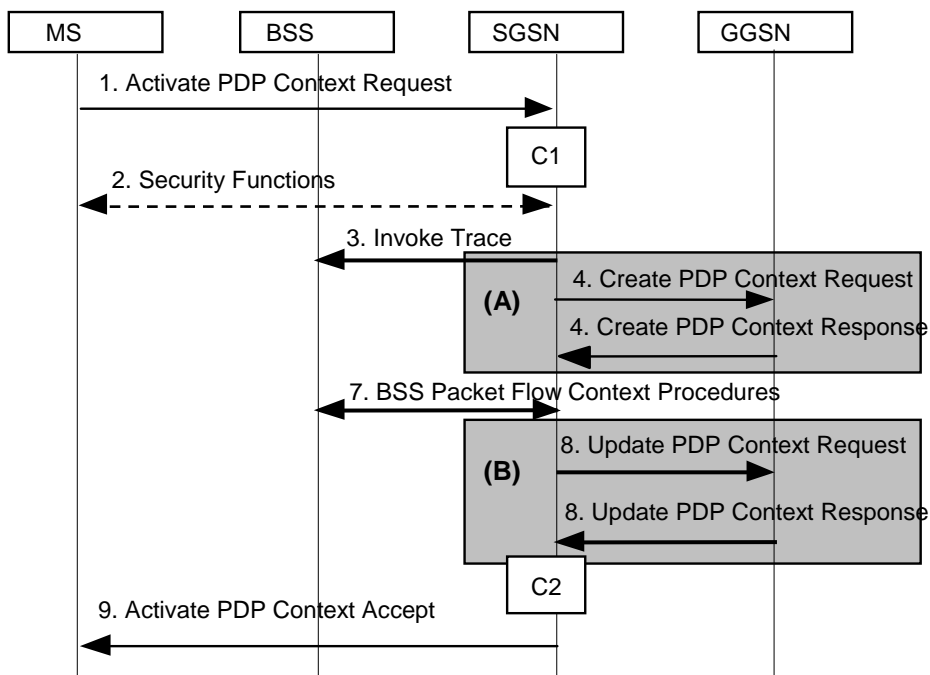 MS
BSS
SGSN
GGSN
1. Activate PDP Context Request
C1
2. Security Functions
3. Invoke Trace
(A)
4. Create PDP Context Request
4. Create PDP Context Response
7. BSS Packet Flow Context Procedures
(B)
8. Update PDP Context Request
8. Update PDP Context Response
C2
9. Activate PDP Context Accept